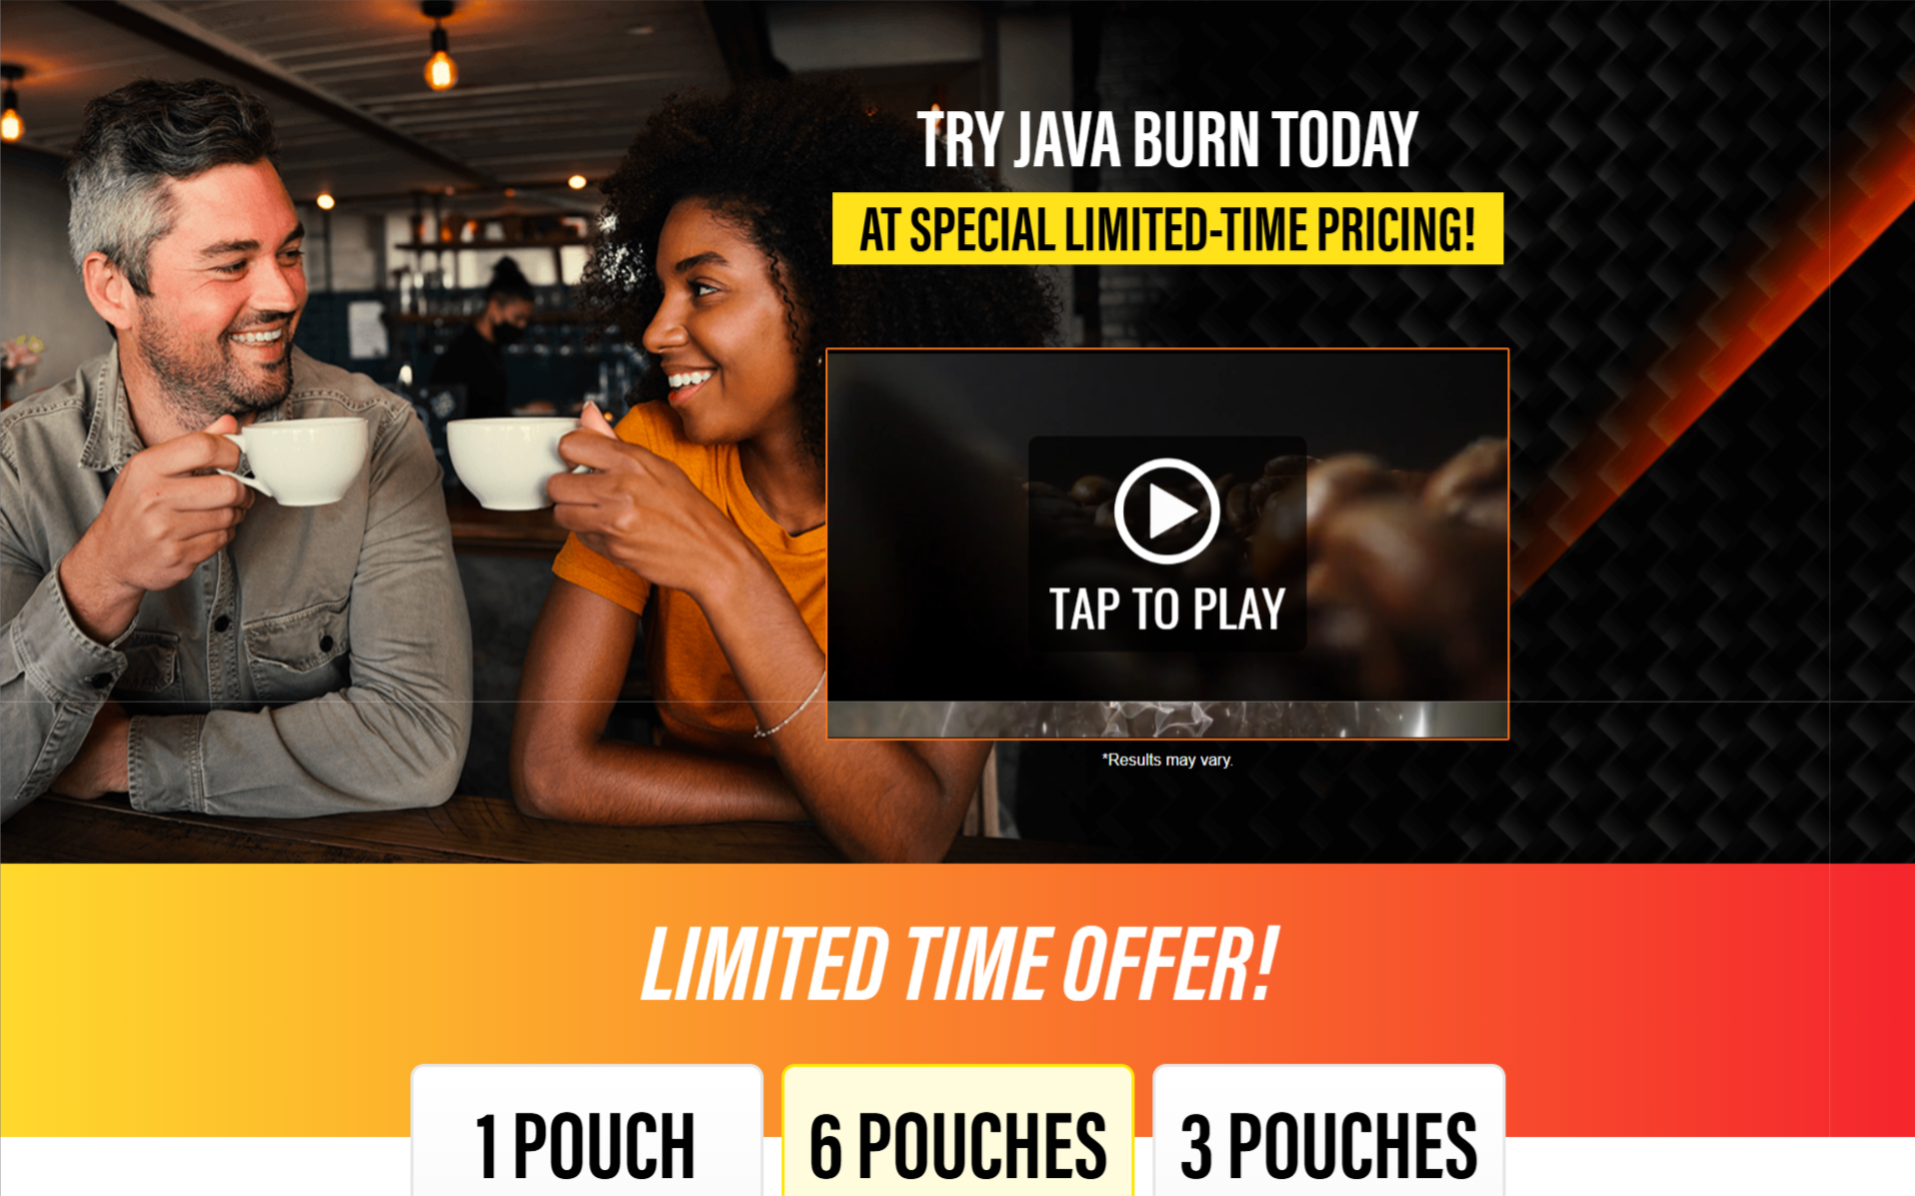 TRY JAVA BURN TODAY
AT SPECIAL LIMITED-TIME PRICING!
TAP TO PLAY
*Results may vary.
LIMITED TIME OFFER!
1 POUCH
6 POUCHES
3 POUCHES